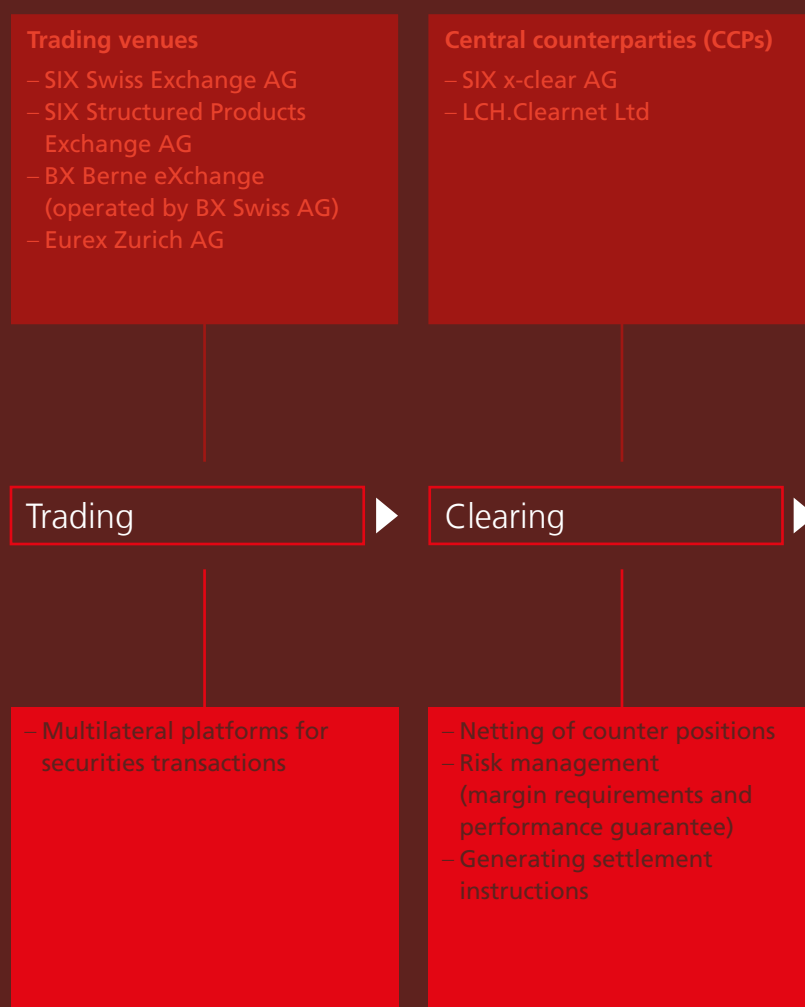 Trading venues
– SIX Swiss Exchange AG
– SIX Structured Products
Exchange AG
– BX Berne eXchange
(operated by BX Swiss AG)
– Eurex Zurich AG
Central counterparties (CCPs)
– SIX x-clear AG
– LCH.Clearnet Ltd
Trading
Clearing
– Multilateral platforms for
securities transactions
– Netting of counter positions
– Risk management
(margin requirements and
performance guarantee)
– Generating settlement
instructions